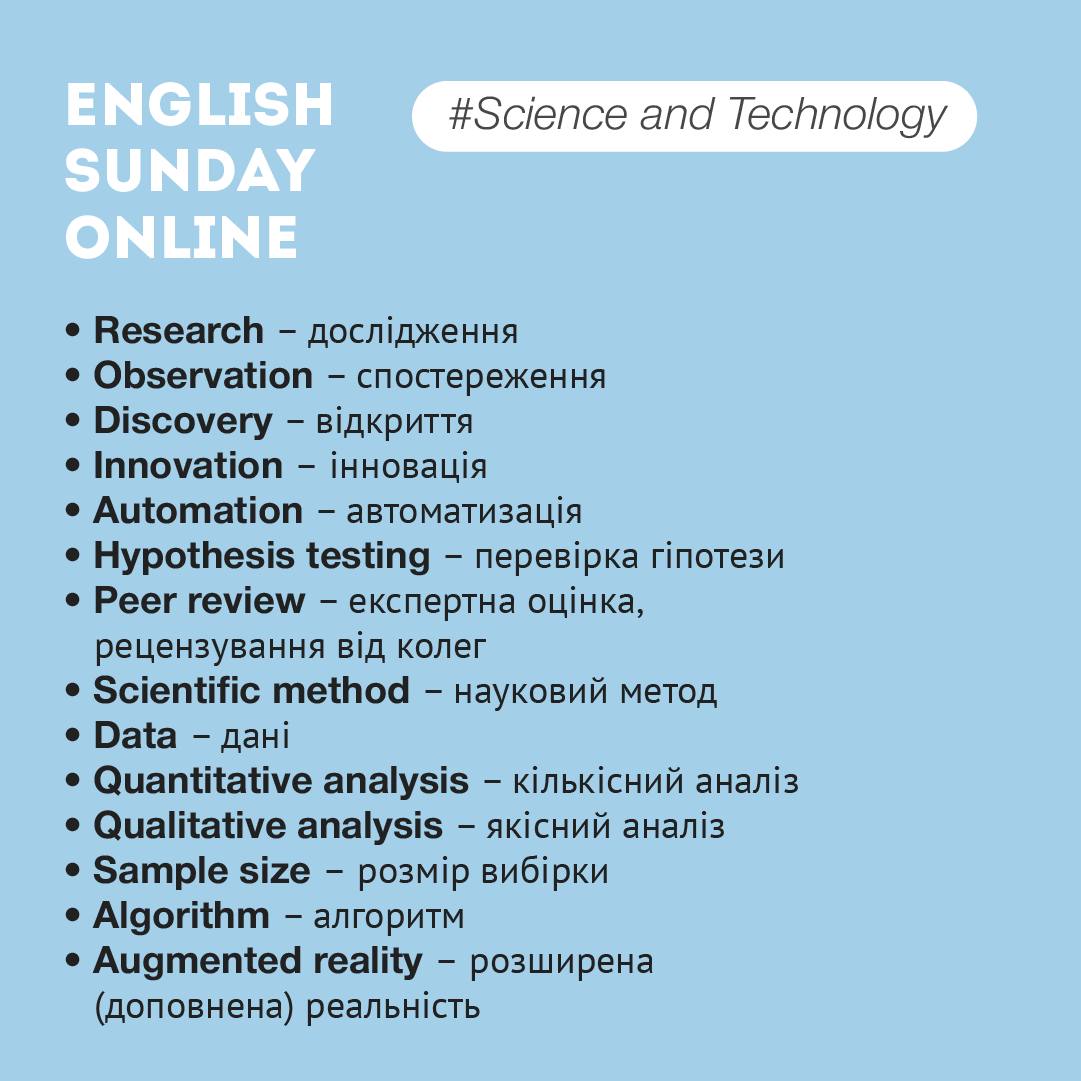 ENGLISH
SUNDAY
ONLINE
#Science and Technology
• Research – дослідження
• Observation – спостереження
• Discovery – відкриття
• Innovation – інновація
• Automation – автоматизація
• Hypothesis testing – перевірка гіпотези
• Peer review – експертна оцінка,
рецензування від колег
• Scientific method – науковий метод
• Data – дані
• Quantitative analysis – кількісний аналіз
• Qualitative analysis – якісний аналіз
• Sample size – розмір вибірки
• Algorithm – алгоритм
• Augmented reality – розширена
(доповнена) реальність